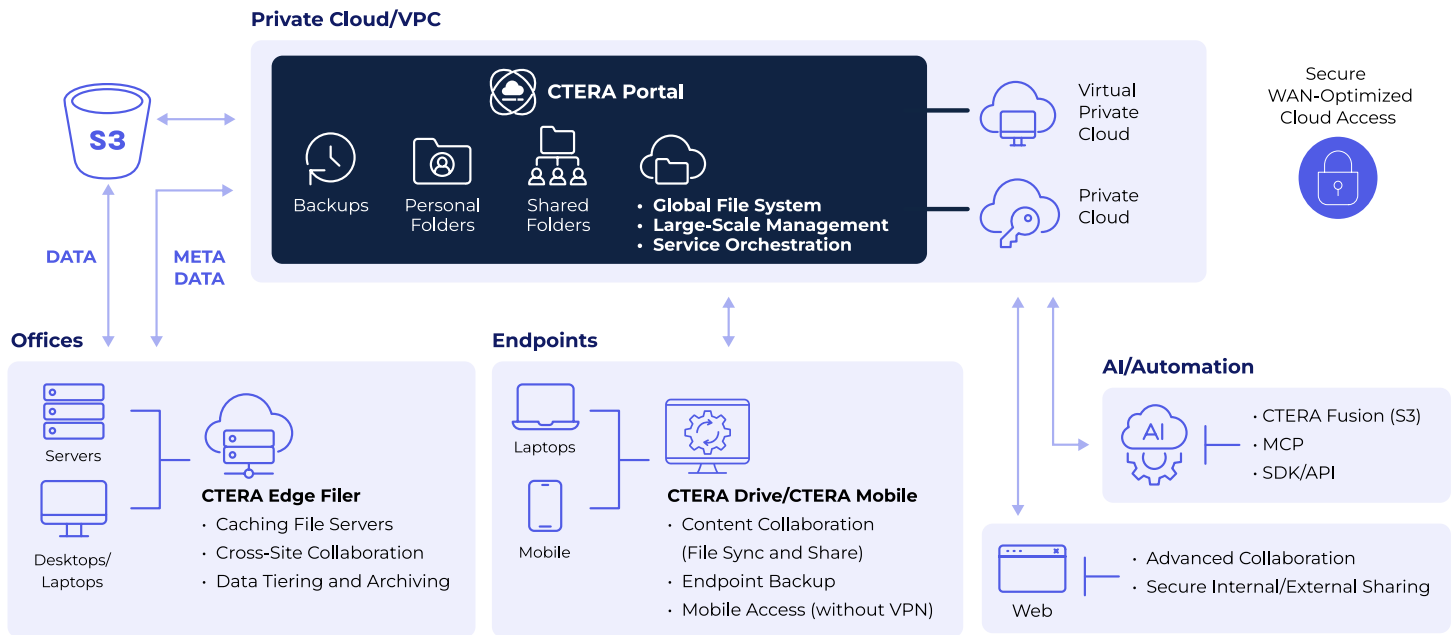 Private Cloud/VPC
S3
CTERA Portal
Backups
Personal
Folders
Shared
Folders
• Global File System
• Large-Scale Management
• Service Orchestration
Virtual
Private
Cloud
Private
Cloud
Secure
WAN-Optimized
Cloud Access
DATA
META
DATA
Offices
Servers
Desktops/
Laptops
CTERA Edge Filer
· Caching File Servers
· Cross-Site Collaboration
· Data Tiering and Archiving
Endpoints
Laptops
Mobile
CTERA Drive/CTERA Mobile
· Content Collaboration
(File Sync and Share)
· Endpoint Backup
· Mobile Access (without VPN)
AI/Automation
AI
· CTERA Fusion (S3)
· MCP
· SDK/API
Web
· Advanced Collaboration
· Secure Internal/External Sharing